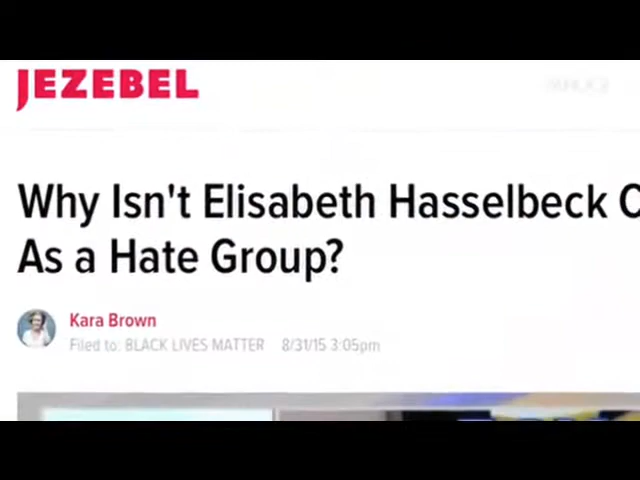 JEZEBEL
Why Isn't Elisabeth Hasselbeck
As a Hate Group?
Kara Brown
Filed to: BLACK LIVES MATTER 8/31/15 3:05pm